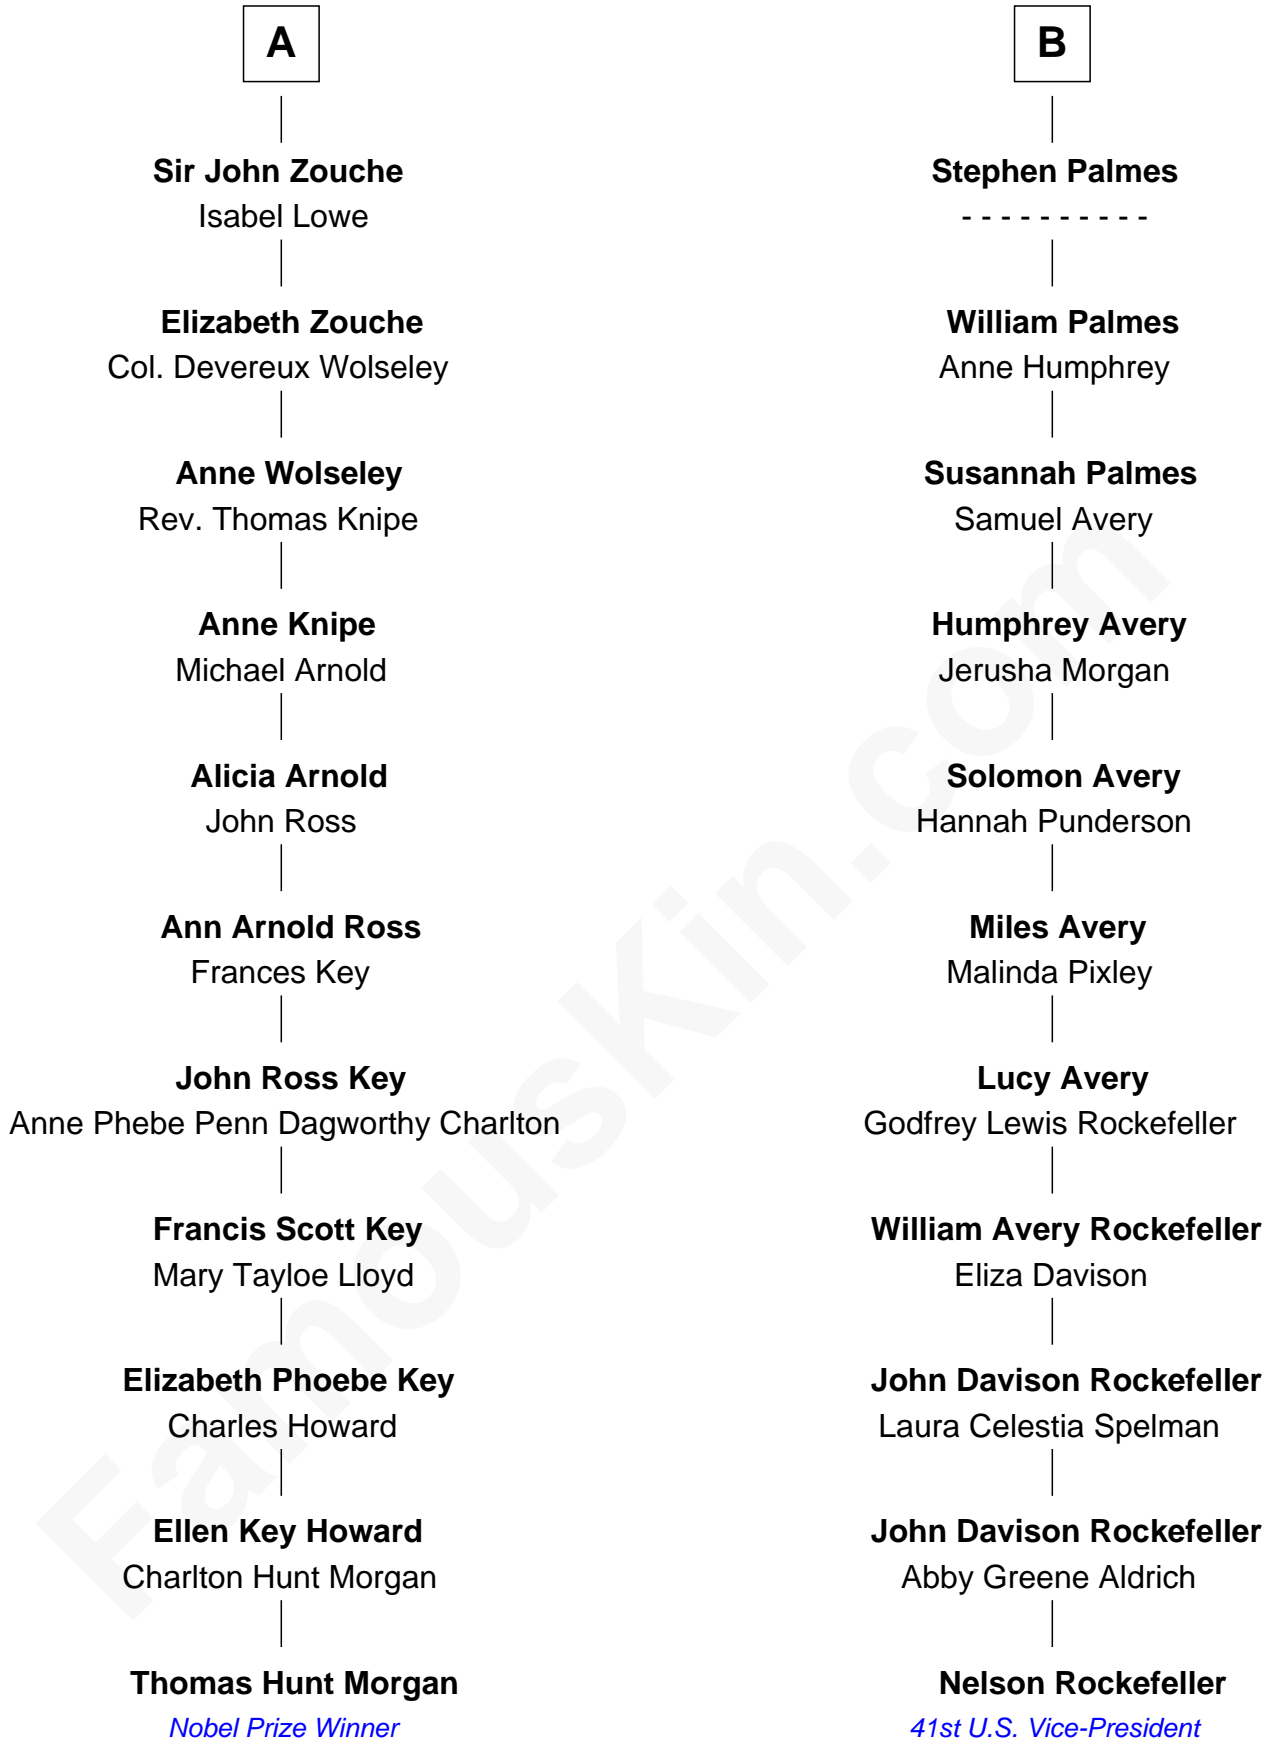 A
Sir John Zouche
Isabel Lowe
Elizabeth Zouche
Col. Devereux Wolseley
Anne Wolseley
Rev. Thomas Knipe
Anne Knipe
Michael Arnold
Alicia Arnold
John Ross
Ann Arnold Ross
Frances Key
John Ross Key
Anne Phebe Penn Dagworthy Charlton
Francis Scott Key
Mary Tayloe Lloyd
Elizabeth Phoebe Key
Charles Howard
Ellen Key Howard
Charlton Hunt Morgan
Thomas Hunt Morgan
Nobel Prize Winner
B
Stephen Palmes
- - - - - - - - - -
William Palmes
Anne Humphrey
Susannah Palmes
Samuel Avery
Humphrey Avery
Jerusha Morgan
Solomon Avery
Hannah Punderson
Miles Avery
Malinda Pixley
Lucy Avery
Godfrey Lewis Rockefeller
William Avery Rockefeller
Eliza Davison
John Davison Rockefeller
Laura Celestia Spelman
John Davison Rockefeller
Abby Greene Aldrich
Nelson Rockefeller
41st U.S. Vice-President
FamousKin.com